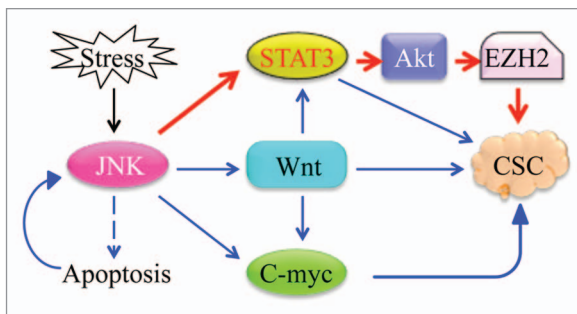 Stress
STAT3
Akt
EZH2
JNK
Wnt
CSC
Apoptosis
C-myc